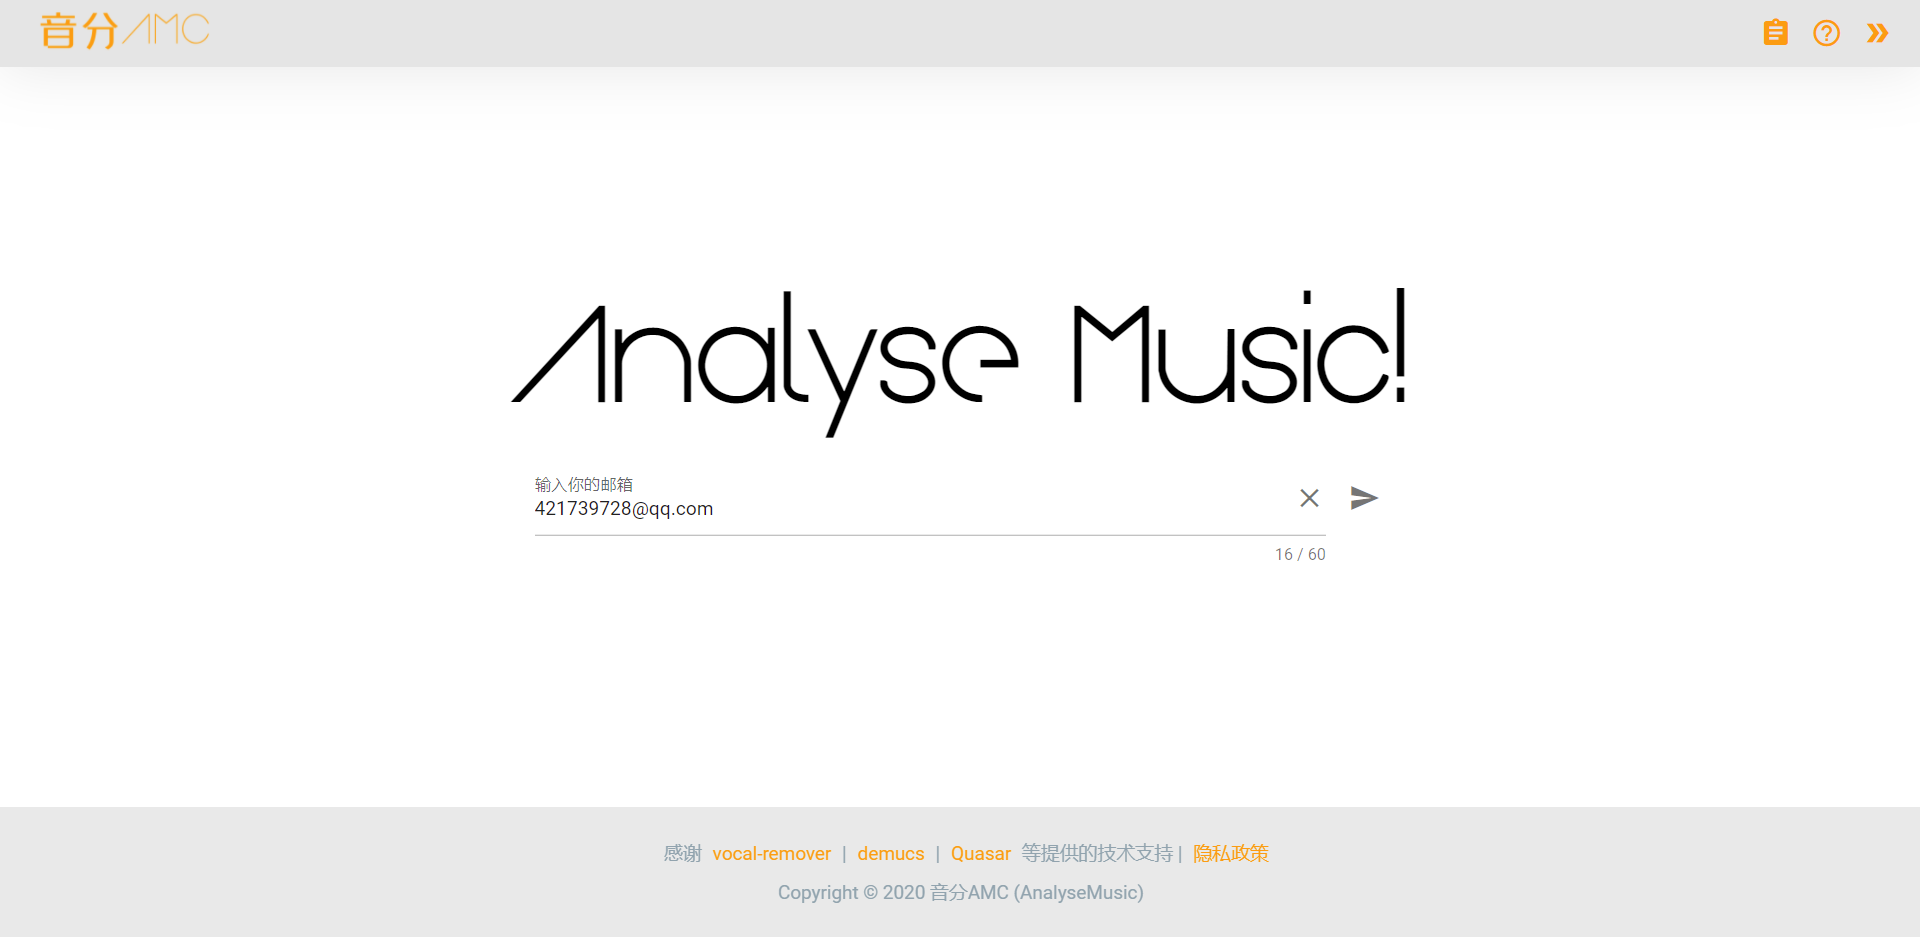 音分AMC
Analyse Music!
输入你的邮箱
421739728@qq.com
16 / 60
感谢 vocal-remover | demucs | Quasar 等提供的技术支持 | 隐私政策
Copyright © 2020 音分AMC (AnalyseMusic)